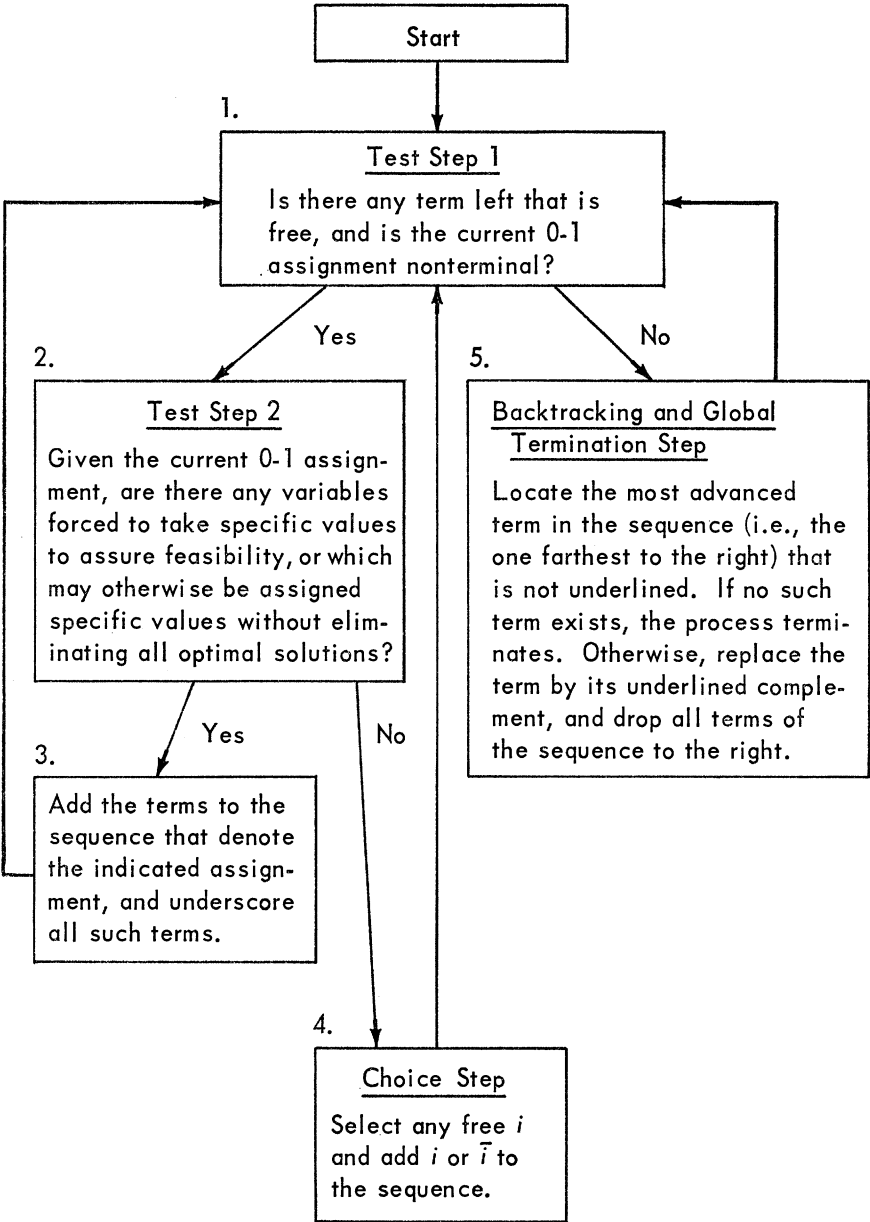 Start
1.
Test Step 1
Is there any term left that is
free, and is the current 0-1
assignment nonterminal?
Yes
No
2.
Test Step 2
Given the current 0-1 assign-
ment, are there any variables
forced to take specific values
to assure feasibility, or which
may otherwise be assigned
specific values without elim-
inating all optimal solutions?
5.
Backtracking and Global
Termination Step
Locate the most advanced
term in the sequence (i.e., the
one farthest to the right) that
is not underlined. If no such
term exists, the process termi-
nates. Otherwise, replace the
term by its underlined comple-
ment, and drop all terms of
the sequence to the right.
Yes
No
3.
Add the terms to the
sequence that denote
the indicated assign-
ment, and underscore
all such terms.
4.
Choice Step
Select any free i
and add i or i̅ to
the sequence.